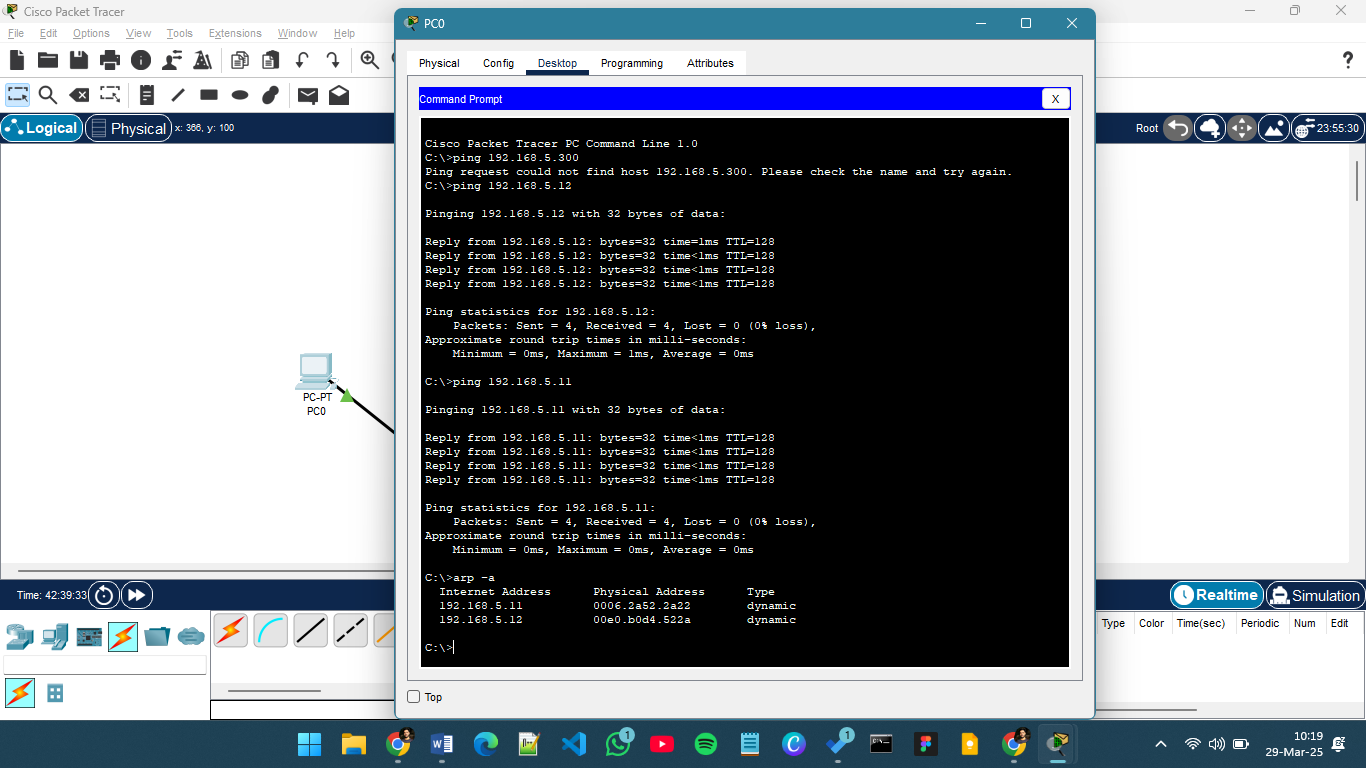 Cisco Packet Tracer
File Edit Options View Tools Extensions Window Help
?
Logical Physical x: 366, y: 100
Root 23:55:30
PC-PT
PC0
PC0
Physical Config Desktop Programming Attributes
Command Prompt X
Cisco Packet Tracer PC Command Line 1.0
C:\>ping 192.168.5.300
Ping request could not find host 192.168.5.300. Please check the name and try again.
C:\>ping 192.168.5.12
Pinging 192.168.5.12 with 32 bytes of data:
Reply from 192.168.5.12: bytes=32 time=1ms TTL=128
Reply from 192.168.5.12: bytes=32 time<1ms TTL=128
Reply from 192.168.5.12: bytes=32 time<1ms TTL=128
Reply from 192.168.5.12: bytes=32 time<1ms TTL=128
Ping statistics for 192.168.5.12:
Packets: Sent = 4, Received = 4, Lost = 0 (0% loss),
Approximate round trip times in milli-seconds:
Minimum = 0ms, Maximum = 1ms, Average = 0ms
C:\>ping 192.168.5.11
Pinging 192.168.5.11 with 32 bytes of data:
Reply from 192.168.5.11: bytes=32 time<1ms TTL=128
Reply from 192.168.5.11: bytes=32 time<1ms TTL=128
Reply from 192.168.5.11: bytes=32 time<1ms TTL=128
Reply from 192.168.5.11: bytes=32 time<1ms TTL=128
Ping statistics for 192.168.5.11:
Packets: Sent = 4, Received = 4, Lost = 0 (0% loss),
Approximate round trip times in milli-seconds:
Minimum = 0ms, Maximum = 0ms, Average = 0ms
C:\>arp -a
Internet Address Physical Address Type
192.168.5.11 0006.2a52.2a22 dynamic
192.168.5.12 00e0.b0d4.522a dynamic
C:\>
Top
Time: 42:39:33
Realtime Simulation
Type Color Time(sec) Periodic Num Edit
1
1
10:19
29-Mar-25